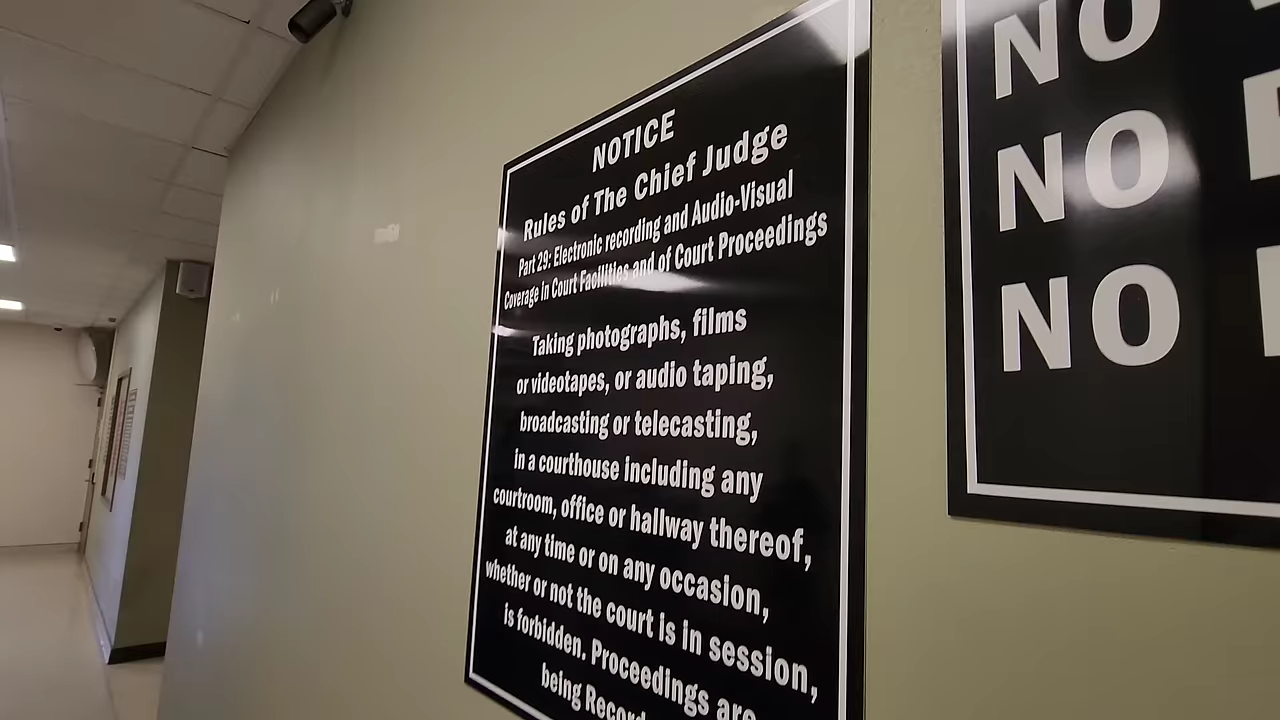 NOTICE
Rules of The Chief Judge
Part 29: Electronic recording and Audio-Visual
Coverage in Court Facilities and of Court Proceedings
Taking photographs, films
or videotapes, or audio taping,
broadcasting or telecasting,
in a courthouse including any
courtroom, office or hallway thereof,
at any time or on any occasion,
whether or not the court is in session,
is forbidden. Proceedings are
being
NO
NO
NO